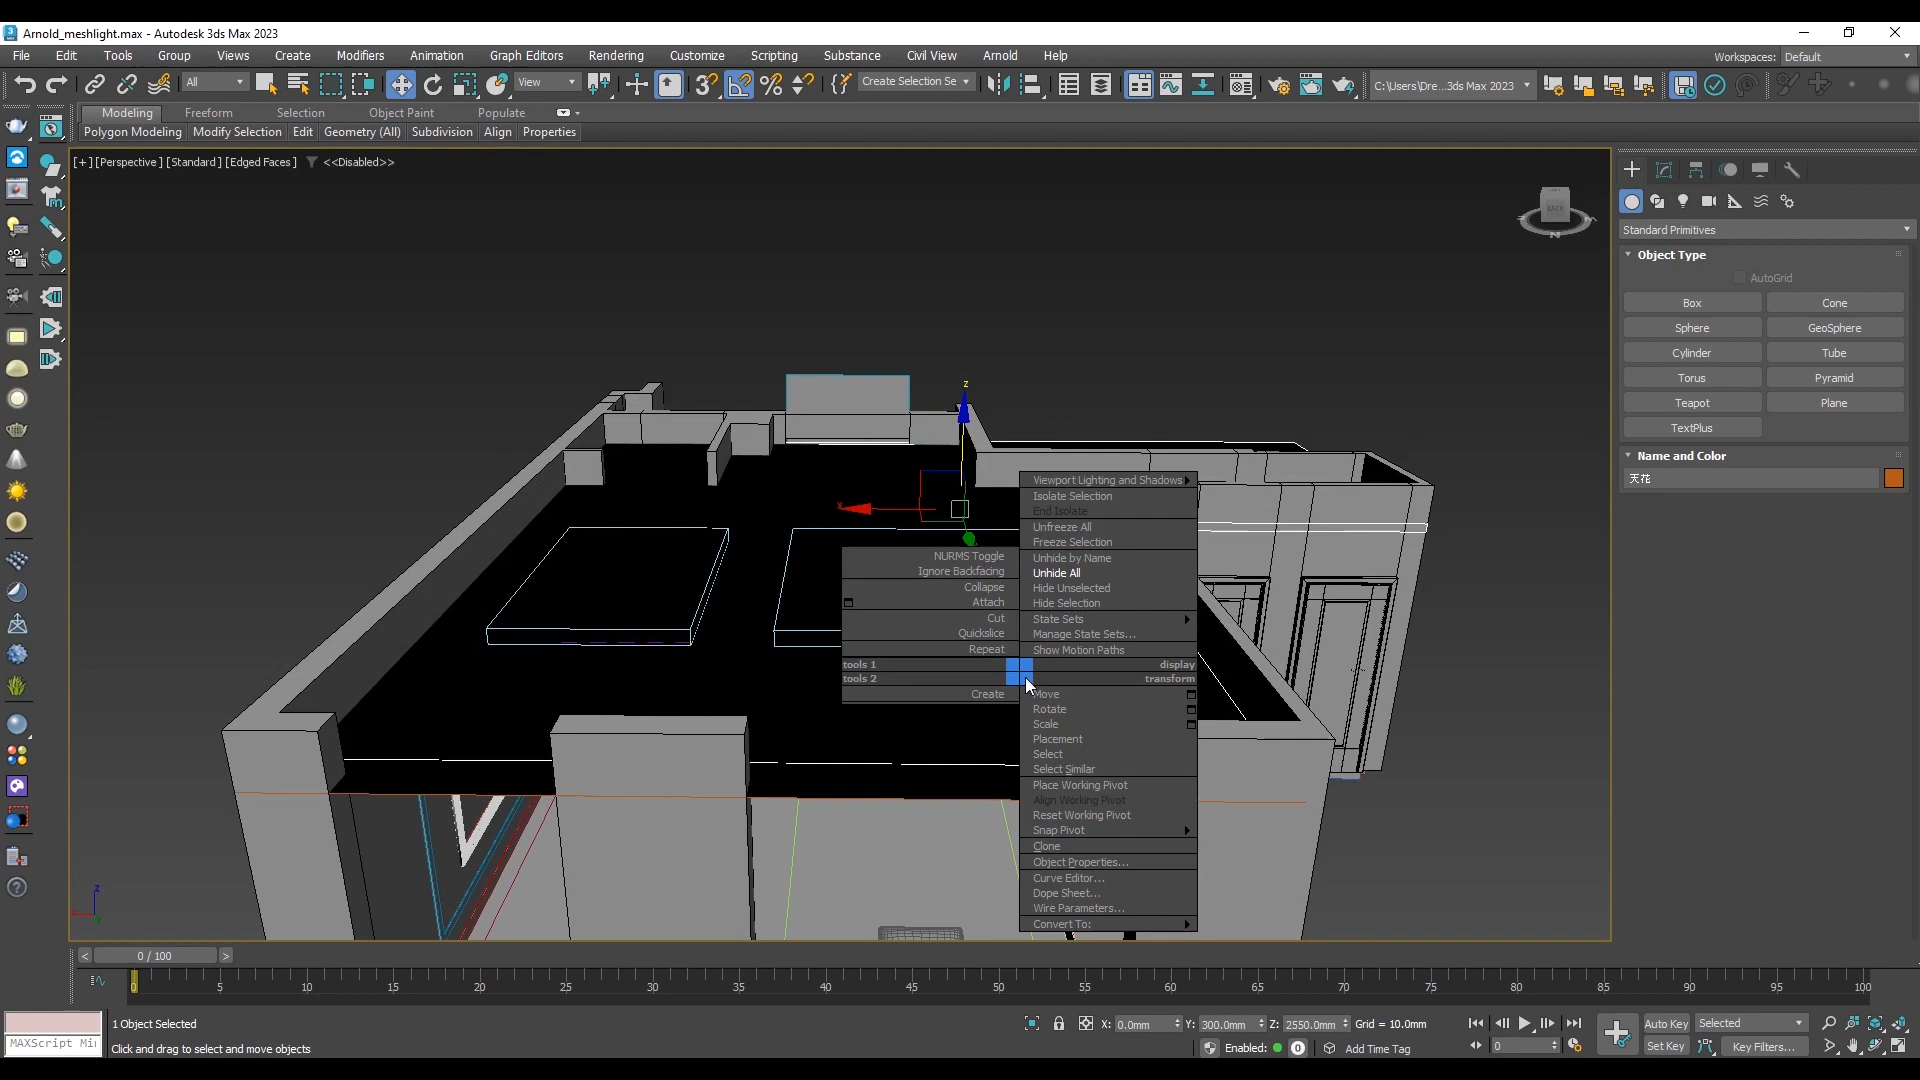 Arnold_meshlight.max - Autodesk 3ds Max 2023
File Edit Tools Group Views Create Modifiers Animation Graph Editors Rendering Customize Scripting Substance Civil View Arnold Help Workspaces: Default
All View Create Selection Se C:\Users\Dre...3ds Max 2023
Modeling Freeform Selection Object Paint Populate
Polygon Modeling Modify Selection Edit Geometry (All) Subdivision Align Properties
[+] [Perspective ] [Standard ] [Edged Faces ] <<Disabled>>
BACK
N
Standard Primitives
Object Type
AutoGrid
Box Cone
Sphere GeoSphere
Cylinder Tube
Torus Pyramid
Teapot Plane
TextPlus
Name and Color
天花
z
x
Viewport Lighting and Shadows
Isolate Selection
End Isolate
Unfreeze All
Freeze Selection
Unhide by Name
Unhide All
Hide Unselected
Hide Selection
State Sets
Manage State Sets...
Show Motion Paths
NURMS Toggle
Ignore Backfacing
Collapse
Attach
Cut
Quickslice
Repeat
tools 1 display
tools 2 transform
Create
Move
Rotate
Scale
Placement
Select
Select Similar
Place Working Pivot
Align Working Pivot
Reset Working Pivot
Snap Pivot
Clone
Object Properties...
Curve Editor...
Dope Sheet...
Wire Parameters...
Convert To:
z
x
y
< 0 / 100 >
0 5 10 15 20 25 30 35 40 45 50 55 60 65 70 75 80 85 90 95 100
1 Object Selected
X: 0.0mm Y: 300.0mm Z: 2550.0mm Grid = 10.0mm
Auto Key Selected
MAXScript Mi
Click and drag to select and move objects
Enabled: 0 Add Time Tag
0 Set Key Key Filters...